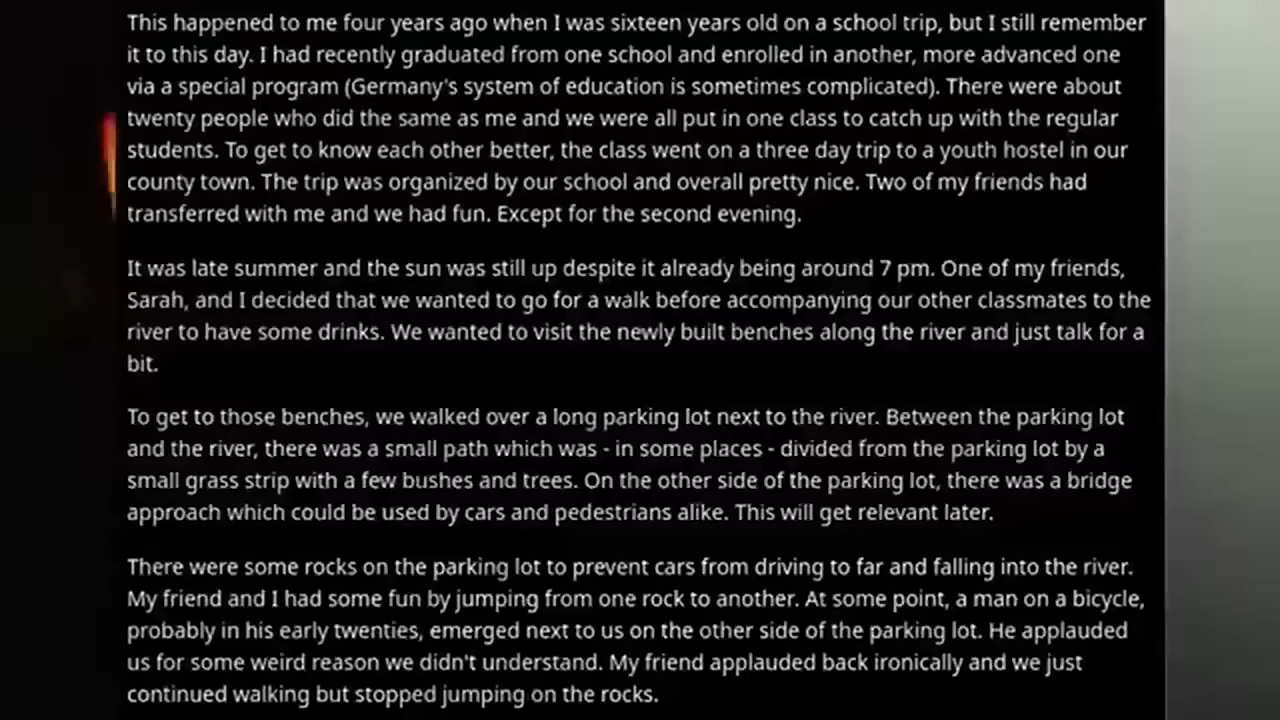 This happened to me four years ago when I was sixteen years old on a school trip, but I still remember
it to this day. I had recently graduated from one school and enrolled in another, more advanced one
via a special program (Germany's system of education is sometimes complicated). There were about
twenty people who did the same as me and we were all put in one class to catch up with the regular
students. To get to know each other better, the class went on a three day trip to a youth hostel in our
county town. The trip was organized by our school and overall pretty nice. Two of my friends had
transferred with me and we had fun. Except for the second evening.
It was late summer and the sun was still up despite it already being around 7 pm. One of my friends,
Sarah, and I decided that we wanted to go for a walk before accompanying our other classmates to the
river to have some drinks. We wanted to visit the newly built benches along the river and just talk for a
bit.
To get to those benches, we walked over a long parking lot next to the river. Between the parking lot
and the river, there was a small path which was - in some places - divided from the parking lot by a
small grass strip with a few bushes and trees. On the other side of the parking lot, there was a bridge
approach which could be used by cars and pedestrians alike. This will get relevant later.
There were some rocks on the parking lot to prevent cars from driving to far and falling into the river.
My friend and I had some fun by jumping from one rock to another. At some point, a man on a bicycle,
probably in his early twenties, emerged next to us on the other side of the parking lot. He applauded
us for some weird reason we didn't understand. My friend applauded back ironically and we just
continued walking but stopped jumping on the rocks.